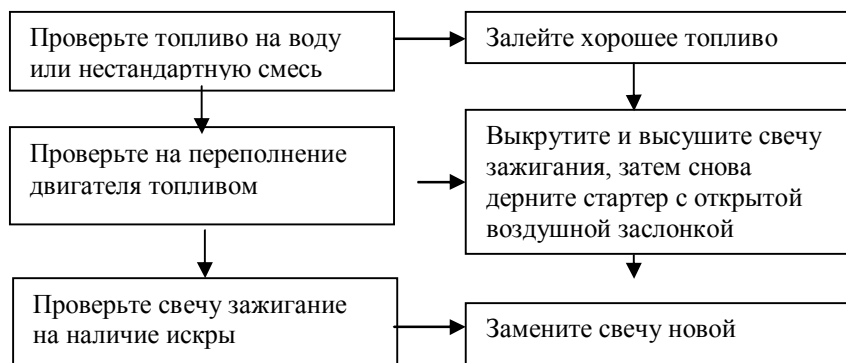 Проверьте топливо на воду
или нестандартную смесь
Залейте хорошее топливо
Проверьте на переполнение
двигателя топливом
Выкрутите и высушите свечу
зажигания, затем снова
дерните стартер с открытой
воздушной заслонкой
Проверьте свечу зажигание
на наличие искры
Замените свечу новой